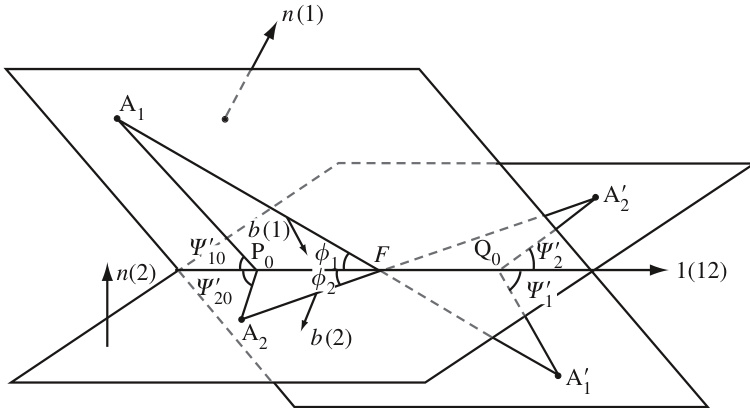 n(1)
A₁
A′₂
b(1)
Ψ′₁₀
P₀
ϕ₁
F
Q₀
Ψ′₂
n(2)
Ψ′₂₀
ϕ₂
Ψ′₁
1(12)
A₂
b(2)
A′₁